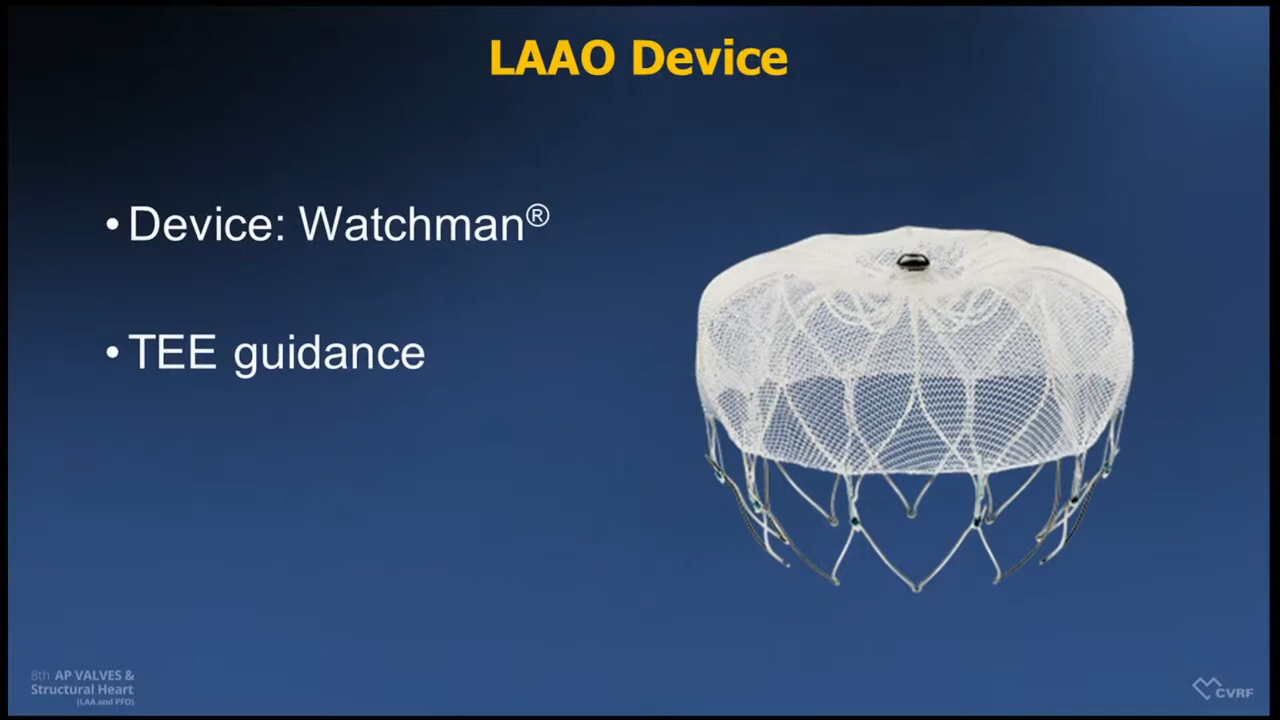 LAAO Device
• Device: Watchman®
• TEE guidance
8th AP VALVES &
Structural Heart
(LAA and PFO)
CVRF